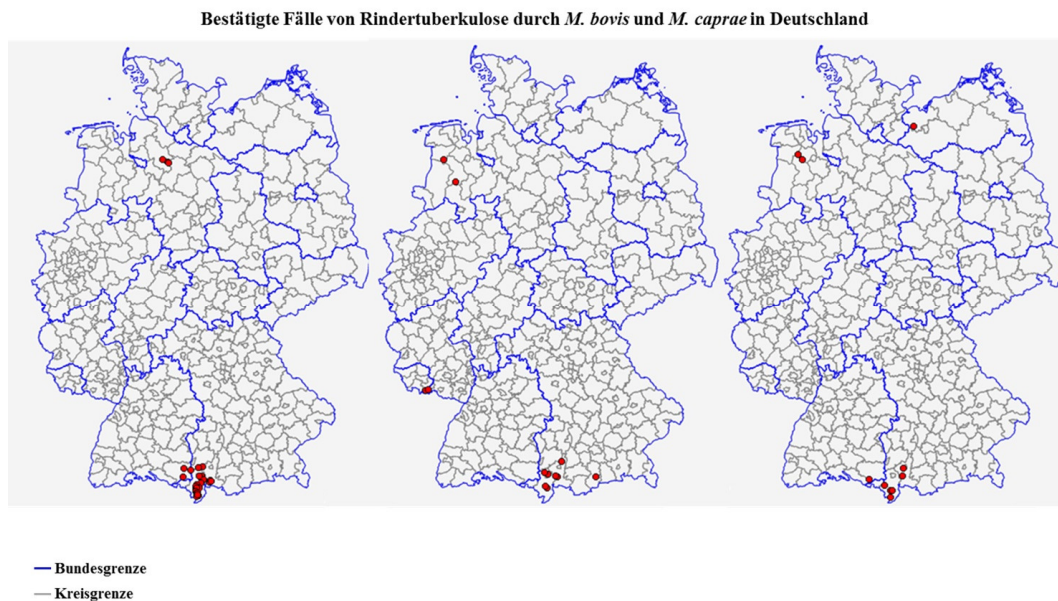 Bestätigte Fälle von Rindertuberkulose durch M. bovis und M. caprae in Deutschland
Bundesgrenze
Kreisgrenze